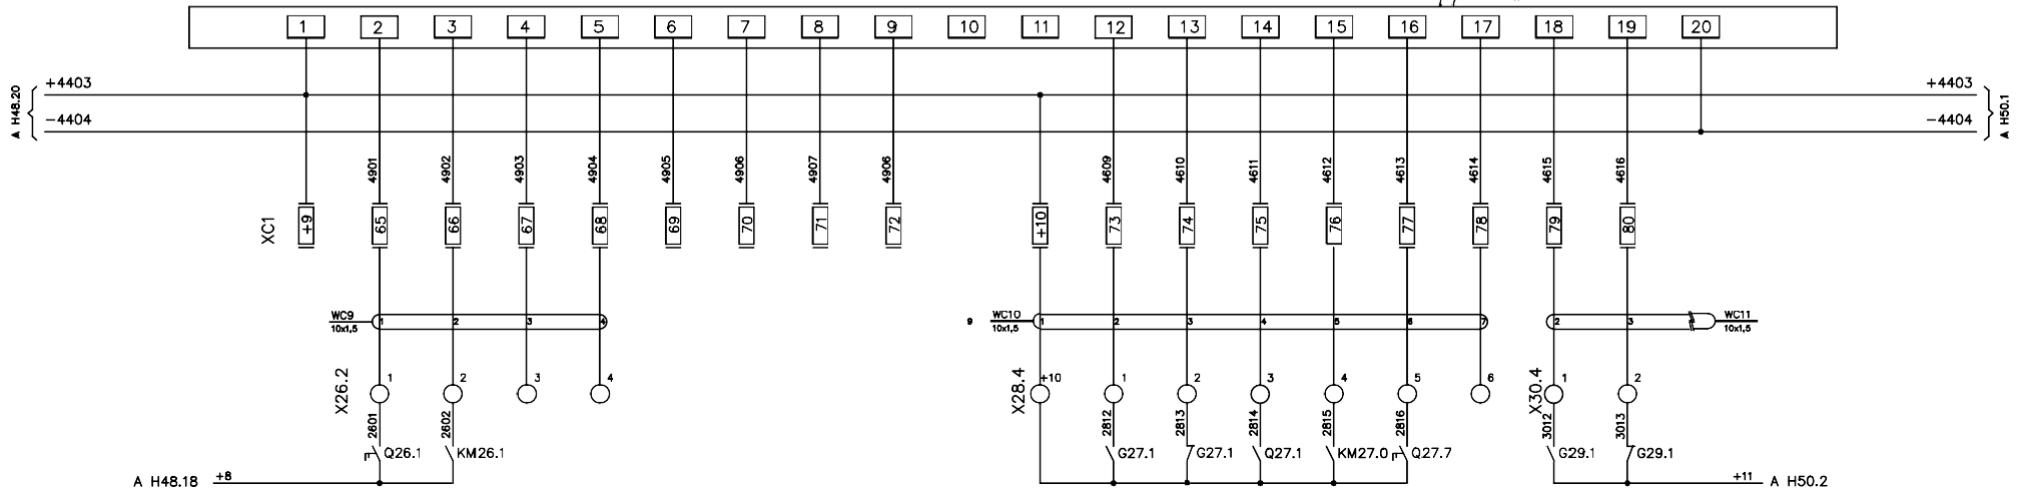 1 2 3 4 5 6 7 8 9 10 11 12 13 14 15 16 17 18 19 20
A H48.20 +4403 +4403 A H50.1
-4404 -4404
4901 4902 4903 4904 4905 4906 4907 4906 4609 4610 4611 4612 4613 4614 4615 4616
XC1 +9 65 66 67 68 69 70 71 72 +10 73 74 75 76 77 78 79 80
WC9 1 2 3 4 9 WC10 1 2 3 4 5 6 7 2 3 WC11
10x1,5 10x1,5 10x1,5
X26.2 1 2 3 4 X28.4 +10 1 2 3 4 5 6 X30.4 1 2
2601 2602 2812 2813 2814 2815 2816 3012 3013
Q26.1 KM26.1 G27.1 G27.1 Q27.1 KM27.0 Q27.7 G29.1 G29.1
A H48.18 +8 +11 A H50.2